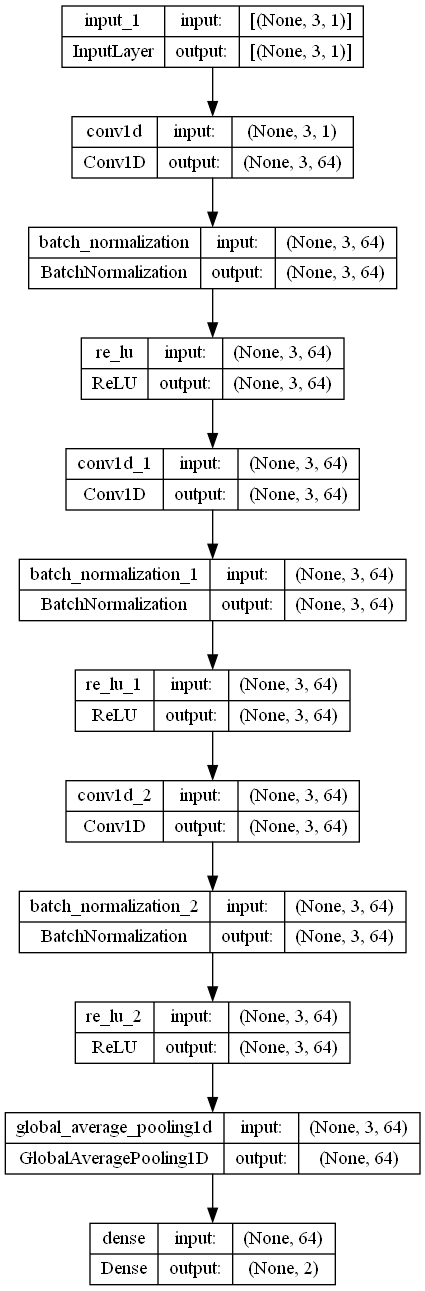 input_1 input: [(None, 3, 1)]
InputLayer output: [(None, 3, 1)]
conv1d input: (None, 3, 1)
Conv1D output: (None, 3, 64)
batch_normalization input: (None, 3, 64)
BatchNormalization output: (None, 3, 64)
re_lu input: (None, 3, 64)
ReLU output: (None, 3, 64)
conv1d_1 input: (None, 3, 64)
Conv1D output: (None, 3, 64)
batch_normalization_1 input: (None, 3, 64)
BatchNormalization output: (None, 3, 64)
re_lu_1 input: (None, 3, 64)
ReLU output: (None, 3, 64)
conv1d_2 input: (None, 3, 64)
Conv1D output: (None, 3, 64)
batch_normalization_2 input: (None, 3, 64)
BatchNormalization output: (None, 3, 64)
re_lu_2 input: (None, 3, 64)
ReLU output: (None, 3, 64)
global_average_pooling1d input: (None, 3, 64)
GlobalAveragePooling1D output: (None, 64)
dense input: (None, 64)
Dense output: (None, 2)